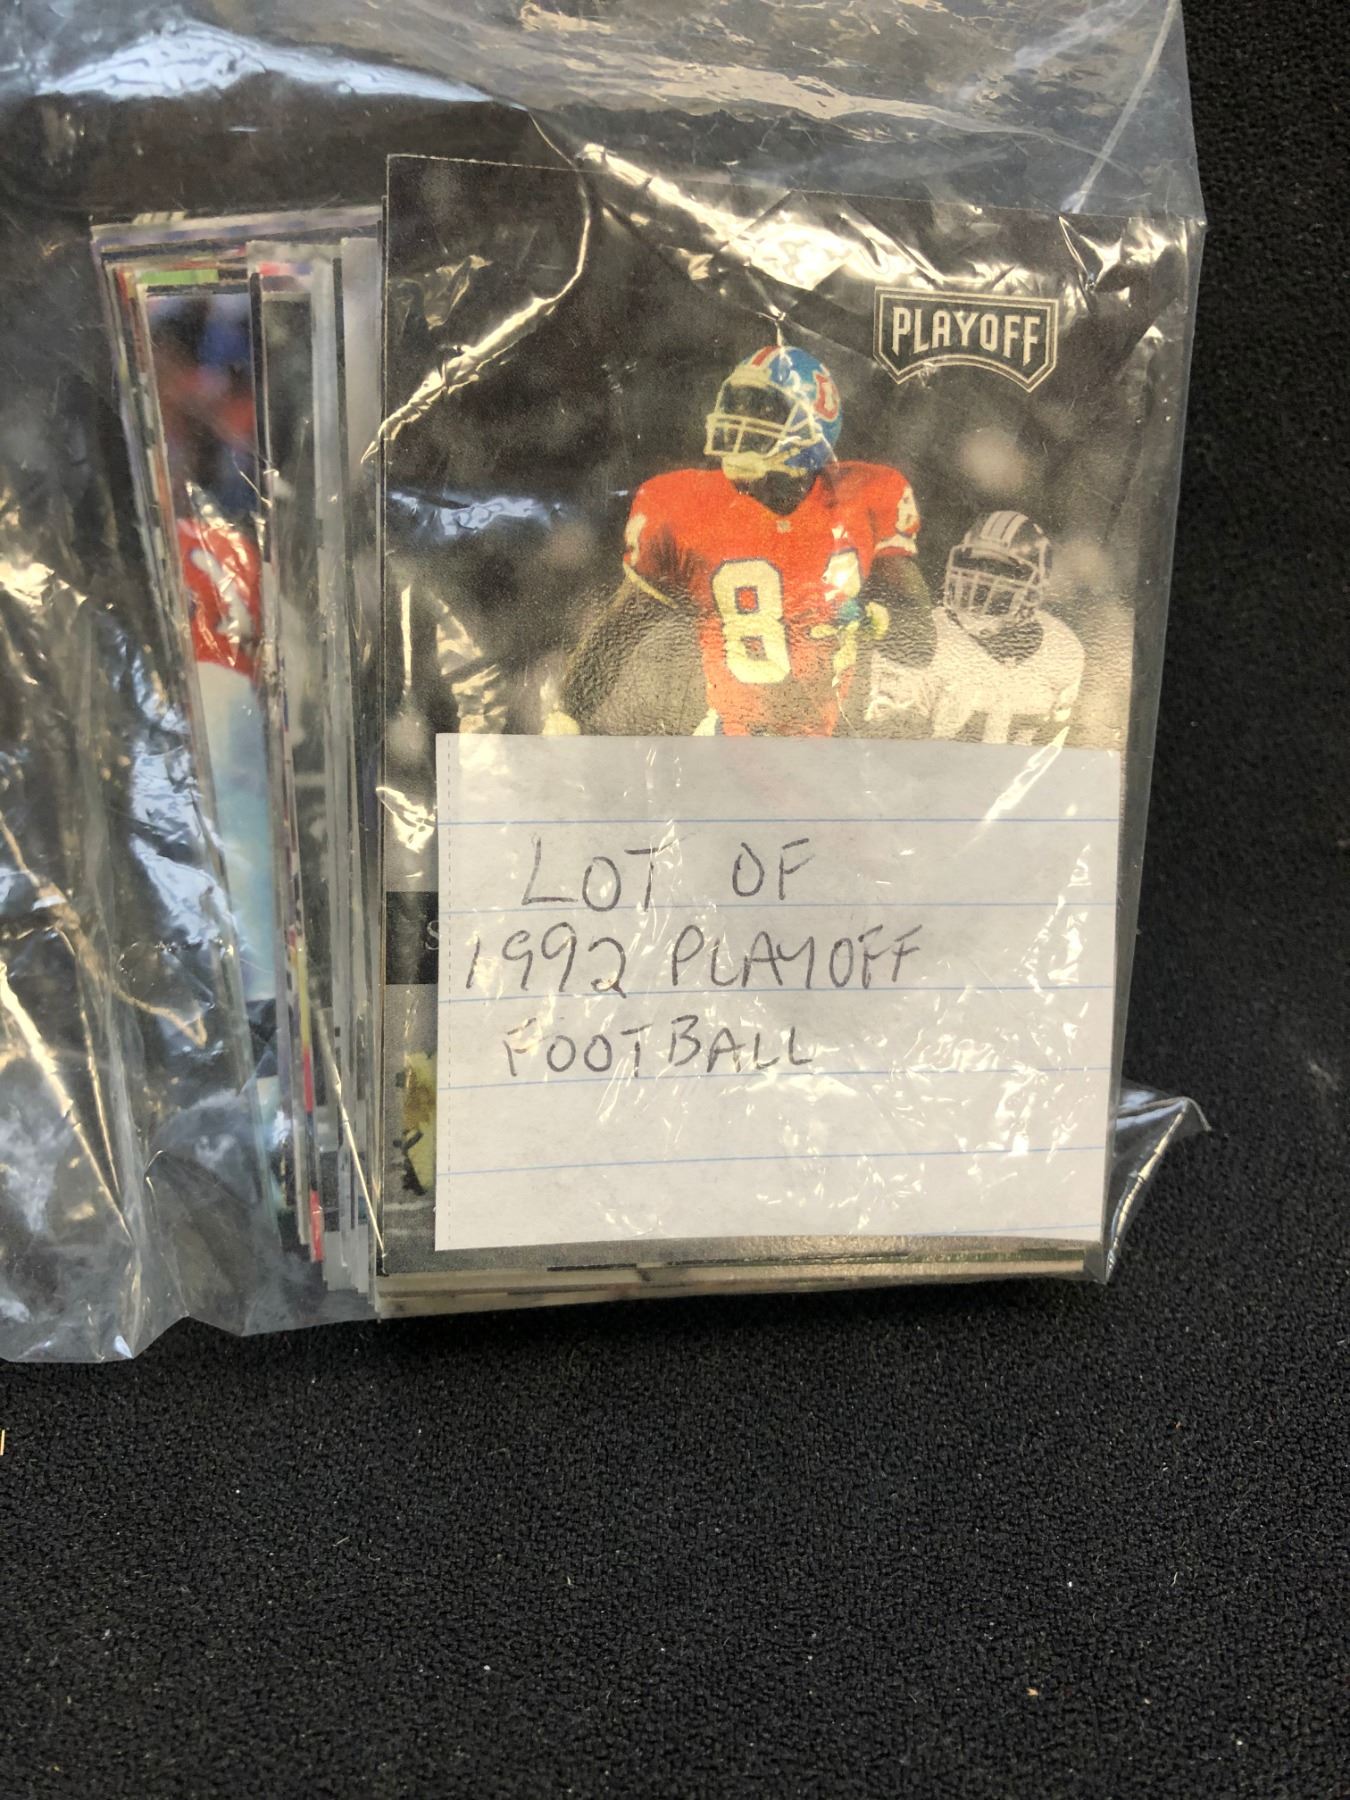 PLAYOFF
8
LOT OF
S
1992 PLAYOFF
FOOTBALL